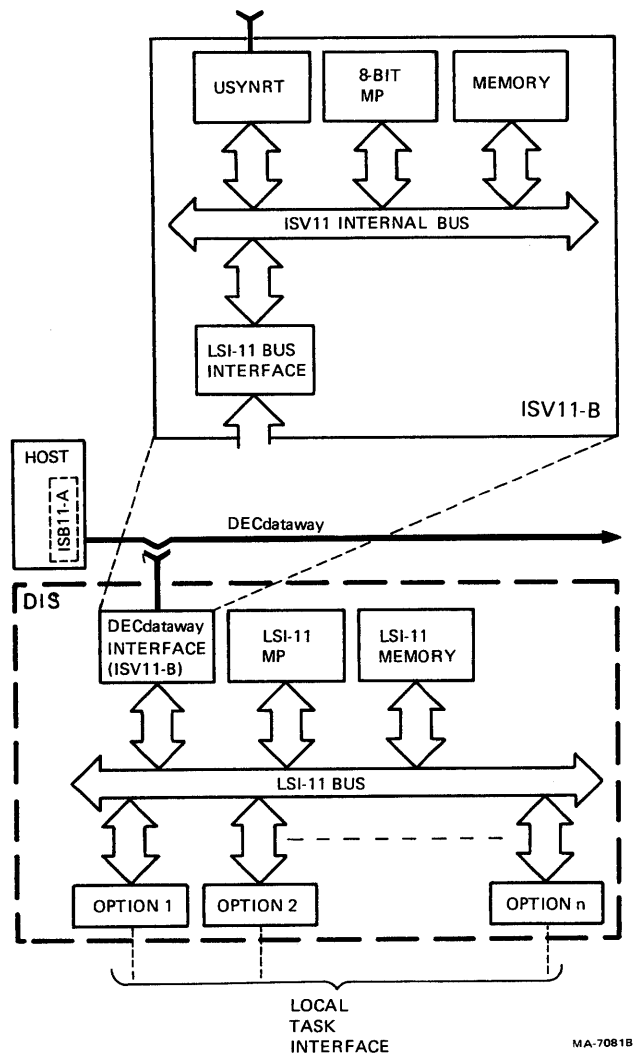 USYNRT
8-BIT
MP
MEMORY
ISV11 INTERNAL BUS
LSI-11 BUS
INTERFACE
ISV11-B
HOST
ISB11-A
DECdataway
DIS
DECdataway
INTERFACE
(ISV11-B)
LSI-11
MP
LSI-11
MEMORY
LSI-11 BUS
OPTION 1
OPTION 2
OPTION n
LOCAL
TASK
INTERFACE
MA-7081B